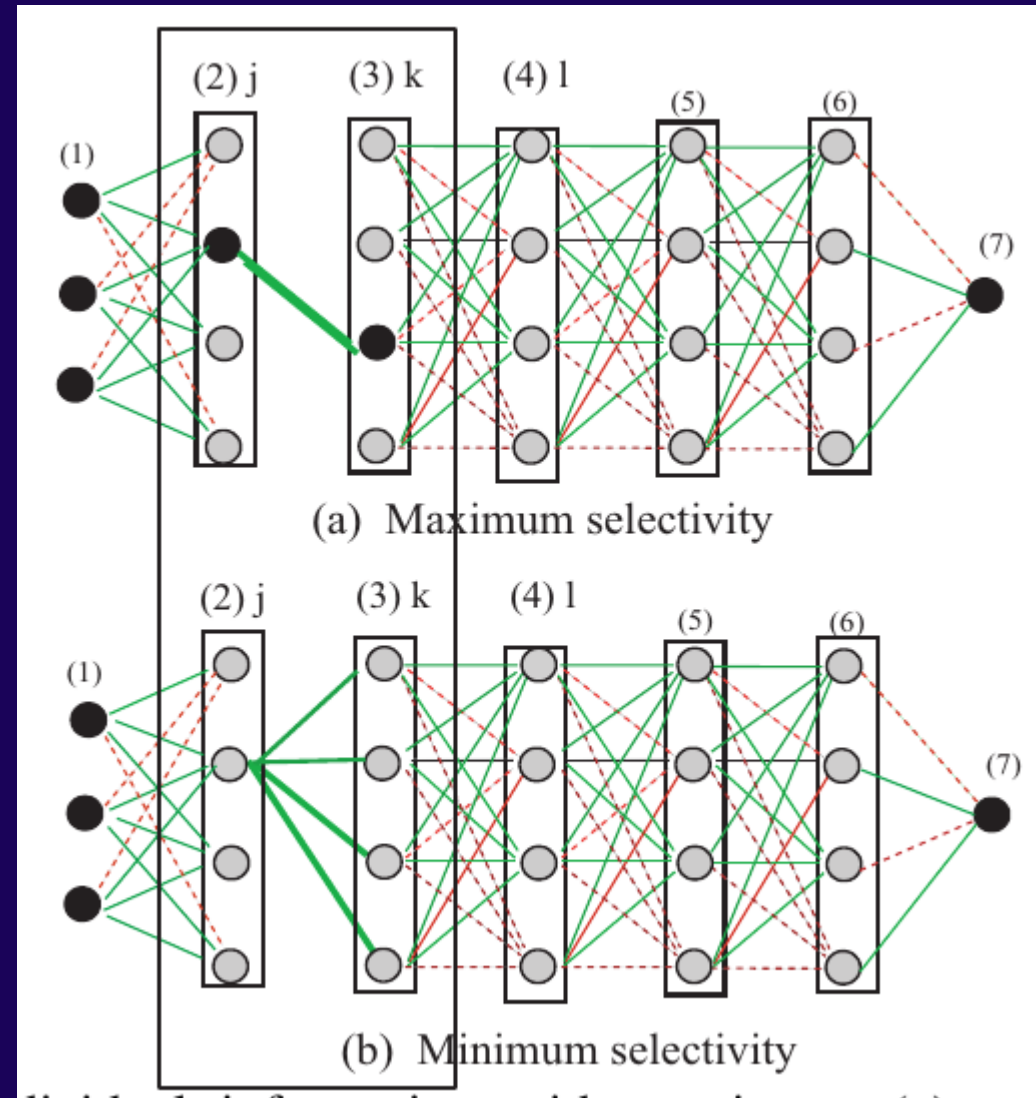 (2) j (3) k (4) l (5) (6)
(1)
(7)
(a) Maximum selectivity
(2) j (3) k (4) l (5) (6)
(1)
(7)
(b) Minimum selectivity